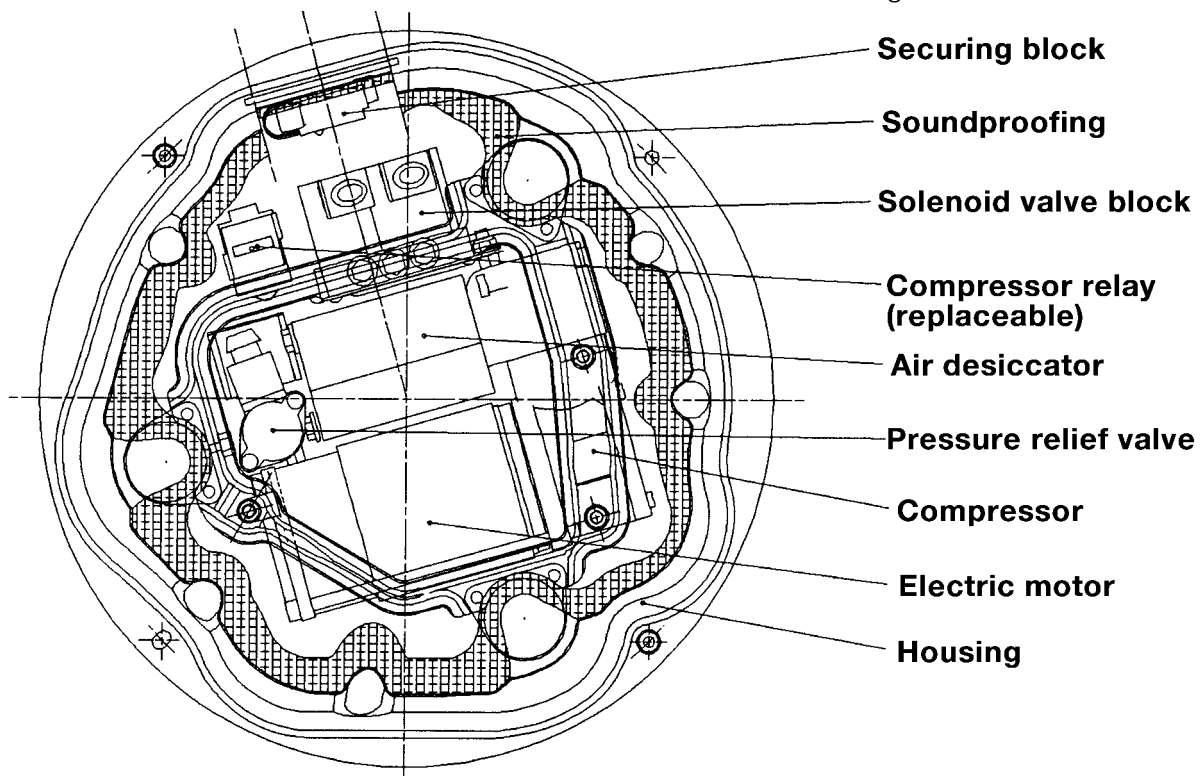 Securing block
Soundproofing
Solenoid valve block
Compressor relay
(replaceable)
Air desiccator
Pressure relief valve
Compressor
Electric motor
Housing